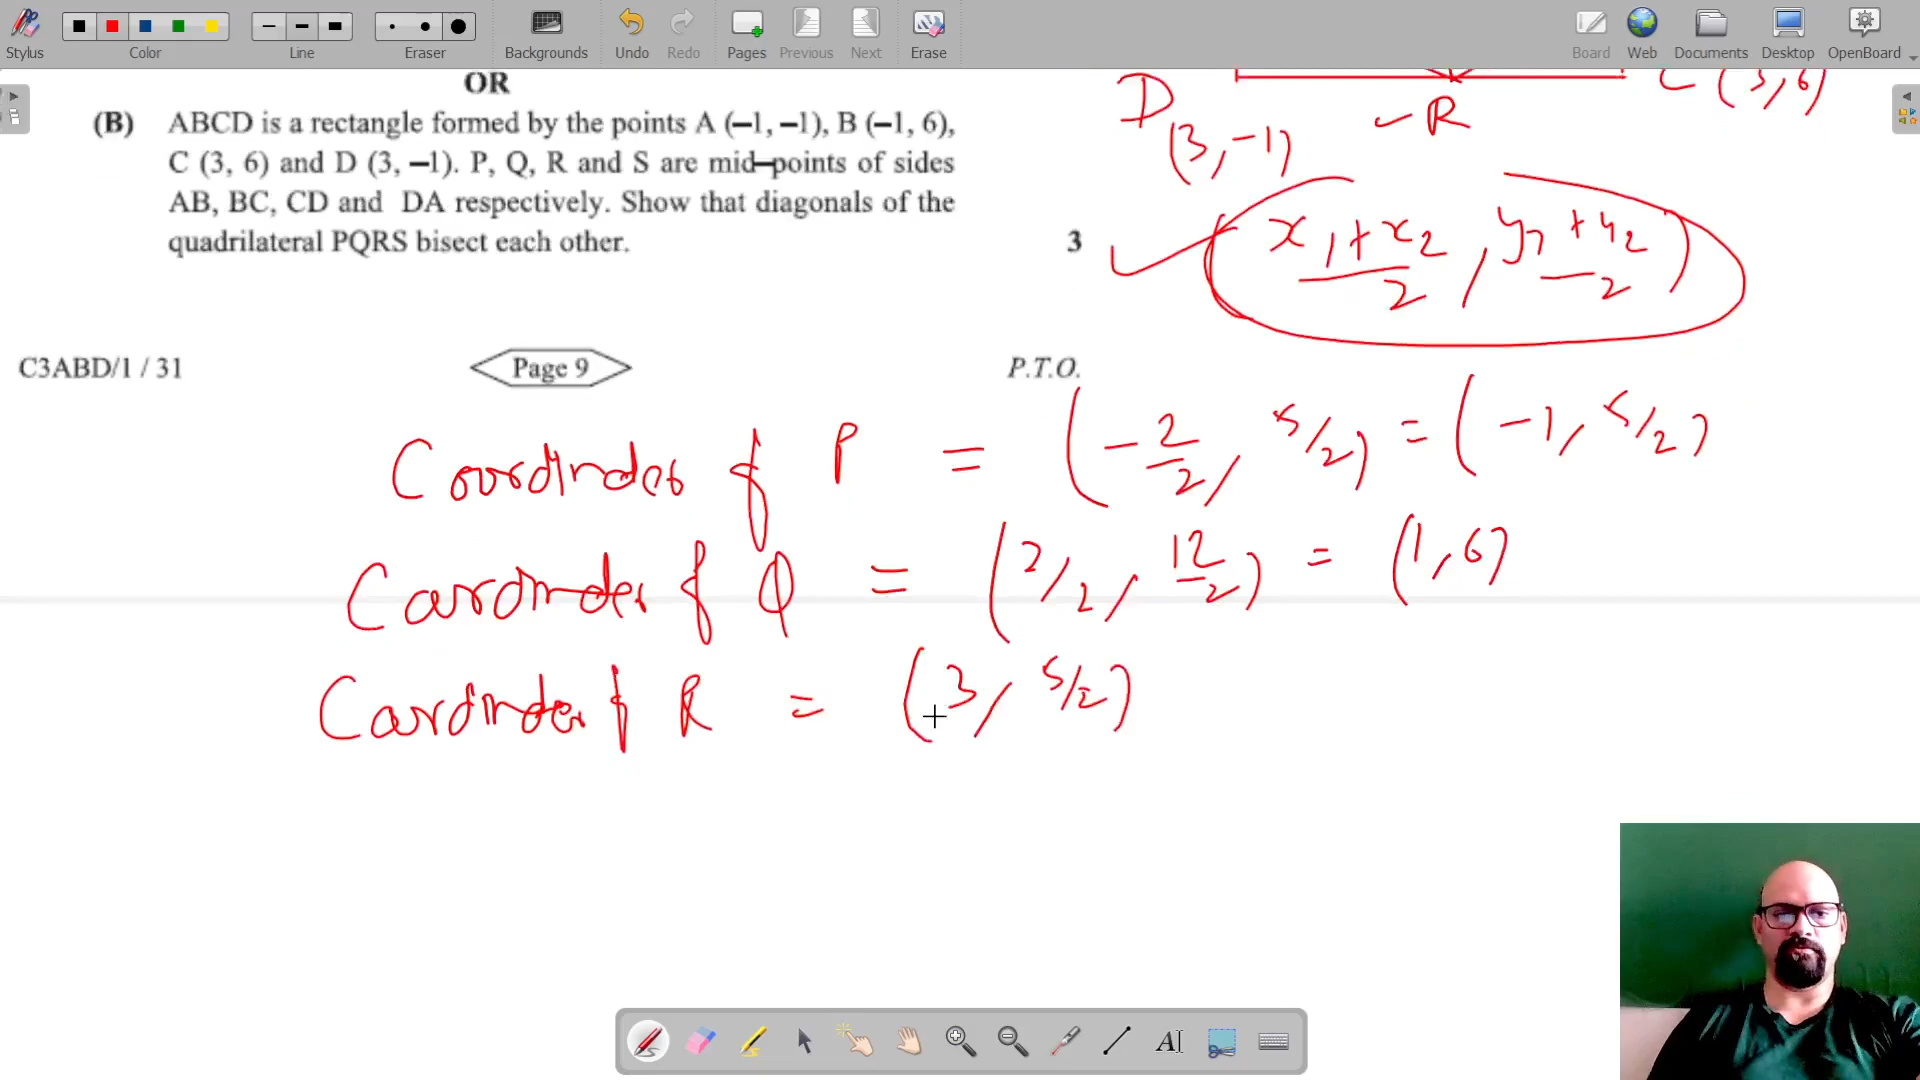 Stylus Color Line Eraser Backgrounds Undo Redo Pages Previous Next Erase Board Web Documents Desktop OpenBoard
OR
(B) ABCD is a rectangle formed by the points A (–1, –1), B (–1, 6),
C (3, 6) and D (3, –1). P, Q, R and S are mid-points of sides
AB, BC, CD and DA respectively. Show that diagonals of the
quadrilateral PQRS bisect each other. 3
D R C (3, 6)
(3, -1)
(x1+x2/2, y1+y2/2)
C3ABD/1 / 31 Page 9 P.T.O.
Coordinates of P = (-2/2, 5/2) = (-1, 5/2)
Cordinates of Q = (2/2, 12/2) = (1, 6)
Cordinates of R = (3, 5/2)